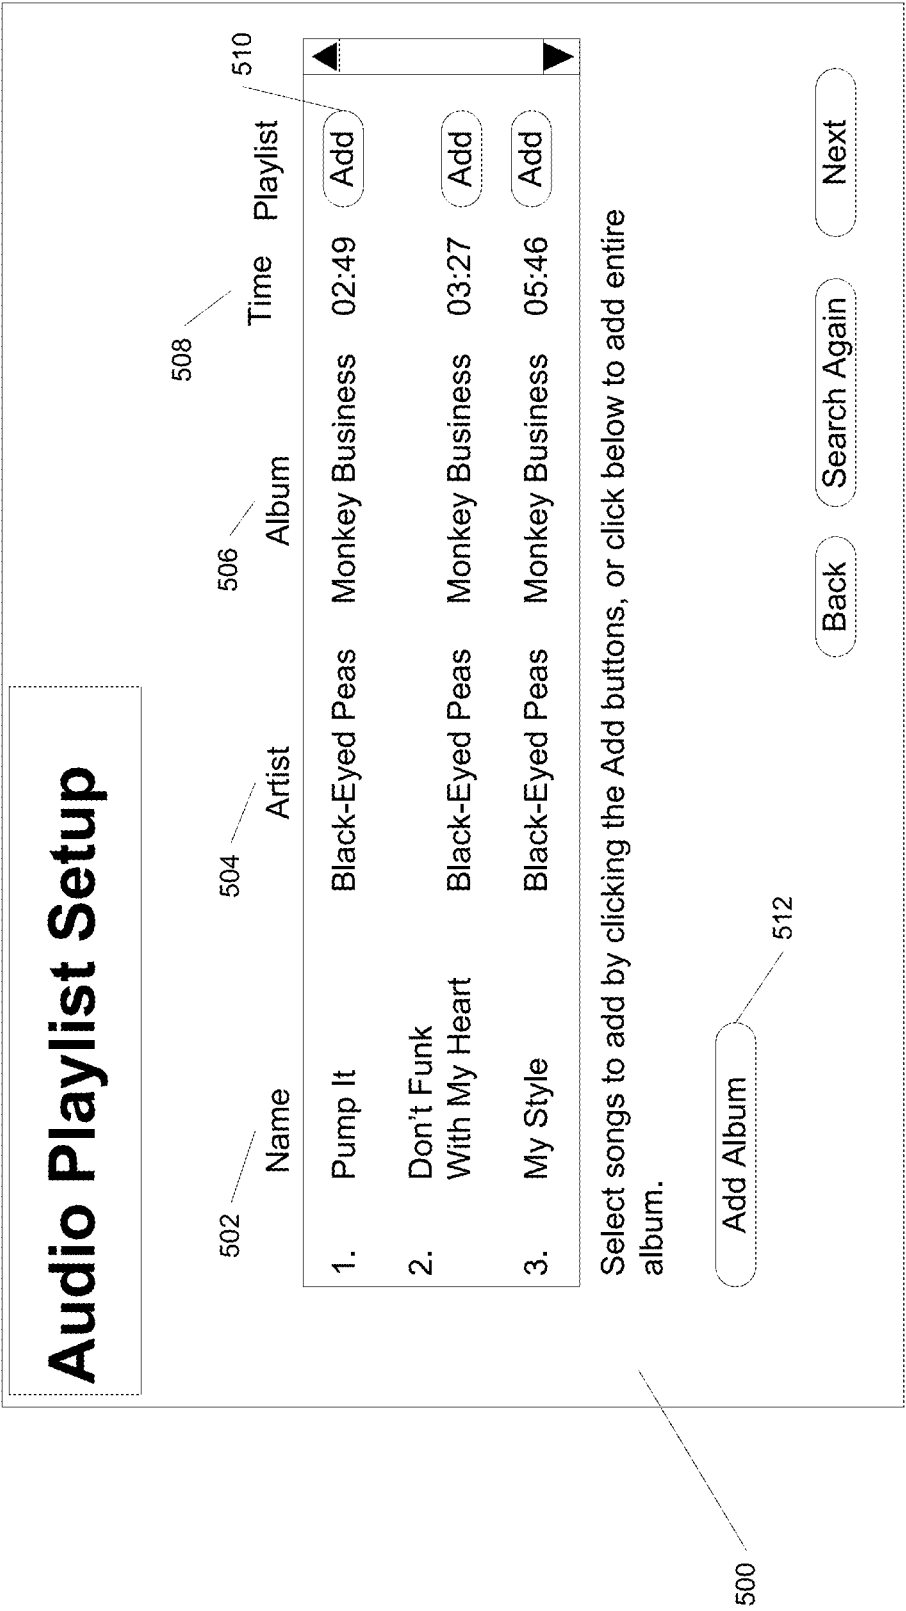 Audio Playlist Setup
502 504 506 508 510
Name Artist Album Time Playlist
1. Pump It Black-Eyed Peas Monkey Business 02:49 Add
2. Don't Funk
With My Heart Black-Eyed Peas Monkey Business 03:27 Add
3. My Style Black-Eyed Peas Monkey Business 05:46 Add
Select songs to add by clicking the Add buttons, or click below to add entire
album.
Add Album
512
Back Search Again Next
500